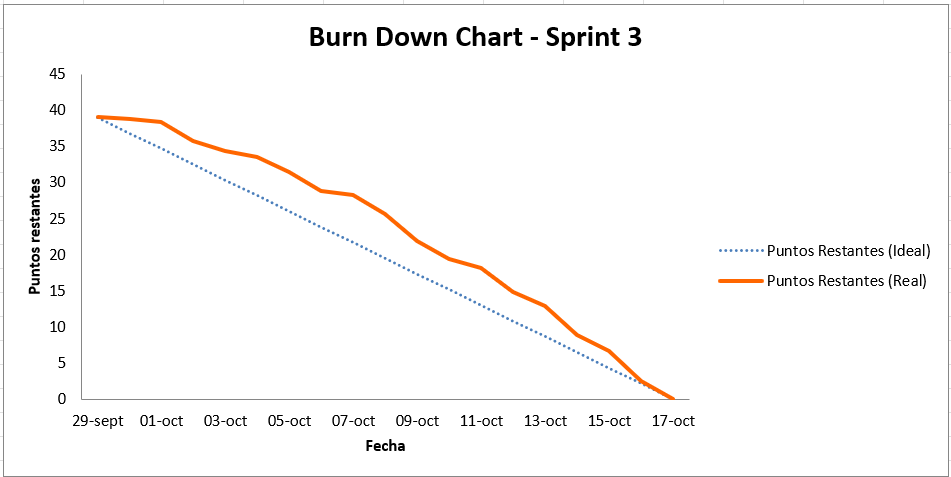 Burn Down Chart - Sprint 3
45
40
35
30
25
20
15
10
5
0
Puntos restantes
29-sept 01-oct 03-oct 05-oct 07-oct 09-oct 11-oct 13-oct 15-oct 17-oct
Fecha
Puntos Restantes (Ideal)
Puntos Restantes (Real)